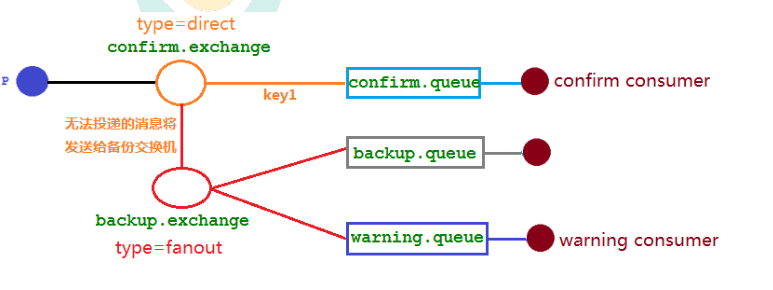 type=direct
confirm.exchange
P
key1
confirm.queue
confirm consumer
无法投递的消息将
发送给备份交换机
backup.queue
backup.exchange
type=fanout
warning.queue
warning consumer